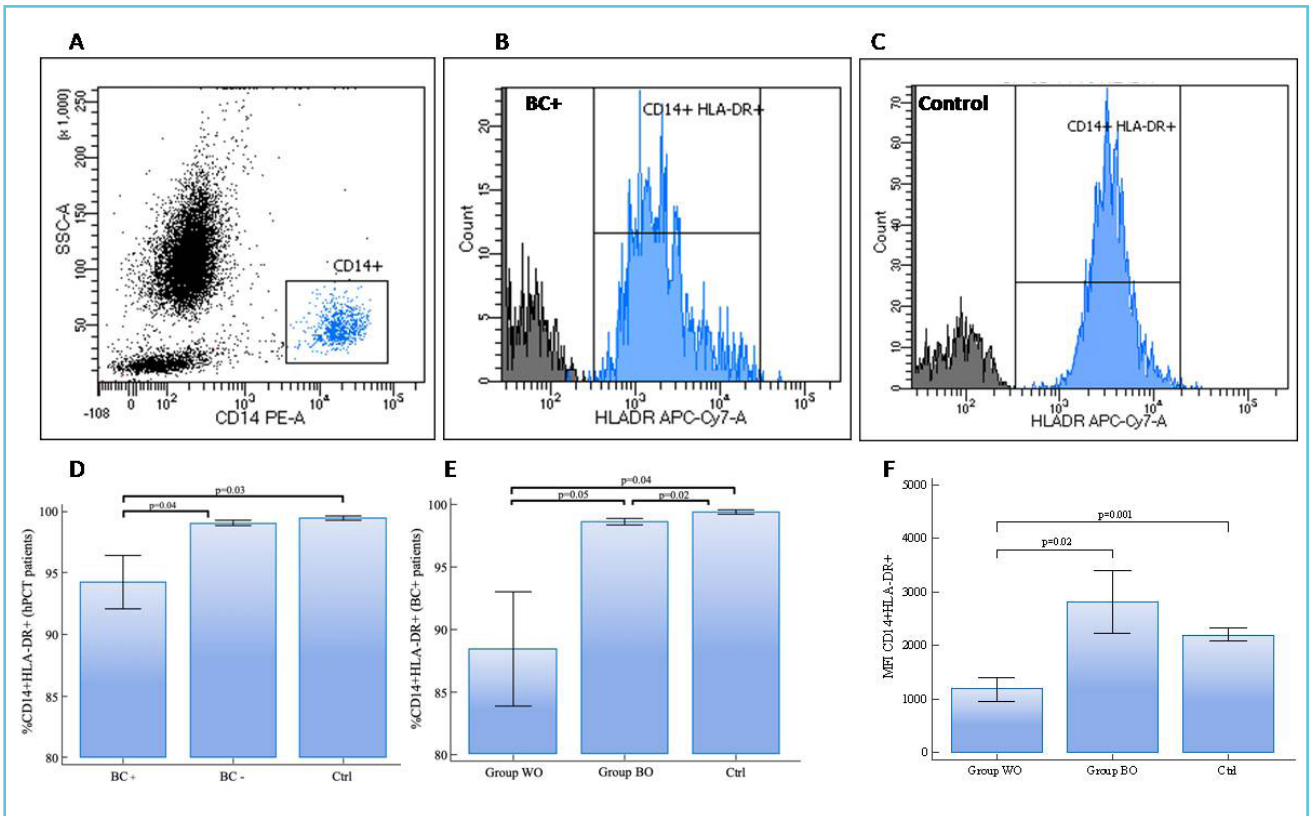 A
(x 1,000)
SSC-A
250
200
150
100
50
CD14+
-108
0
10²
10³
10⁴
10⁵
CD14 PE-A
B
BC+
CD14+ HLA-DR+
Count
20
15
10
5
0
10²
10³
10⁴
10⁵
HLADR APC-Cy7-A
C
Control
CD14+ HLA-DR+
Count
70
60
50
40
30
20
10
0
10²
10³
10⁴
10⁵
HLADR APC-Cy7-A
D
p=0.03
p=0.04
%CD14+HLA-DR+ (hPCT patients)
100
95
90
85
80
BC+
BC -
Ctrl
E
p=0.04
p=0.05
p=0.02
%CD14+HLA-DR+ (BC+ patients)
100
95
90
85
80
Group WO
Group BO
Ctrl
F
p=0.001
p=0.02
MFI CD14+HLA-DR+
5000
4000
3000
2000
1000
0
Group WO
Group BO
Ctrl